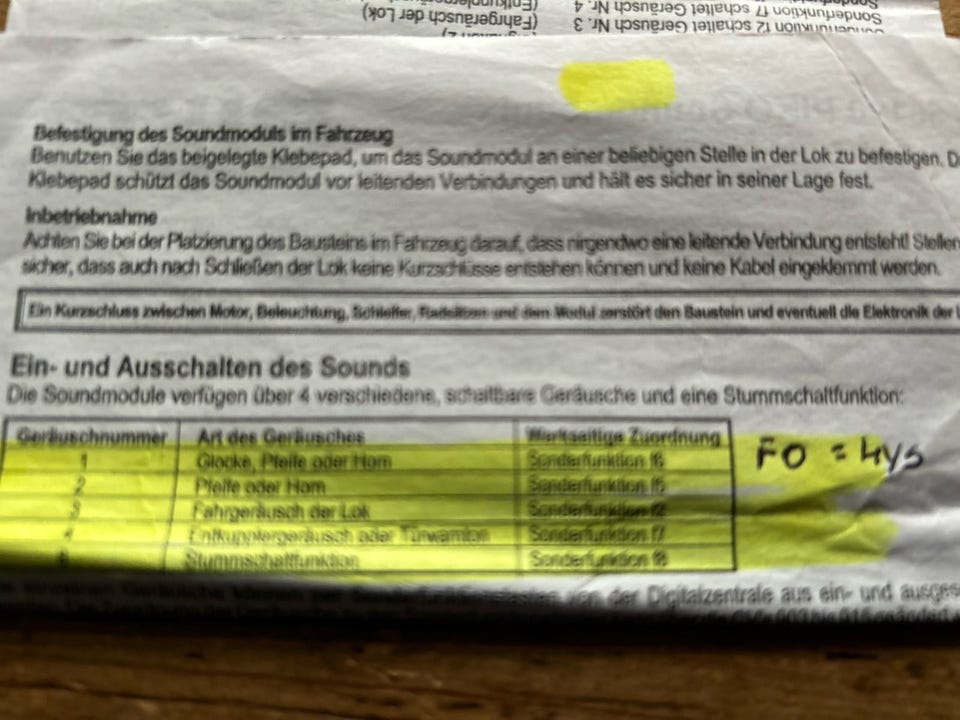 Sonderfunktion 17 schaltet Geräusch Nr. 4
Sonderfunktion 12 schaltet Geräusch Nr. 3
(Fahrgeräusch der Lok)
Befestigung des Soundmoduls im Fahrzeug
Benutzen Sie das beigelegte Klebepad, um das Soundmodul an einer beliebigen Stelle in der Lok zu befestigen.
Klebepad schützt das Soundmodul vor leitenden Verbindungen und hält es sicher in seiner Lage fest.
Inbetriebnahme
Achten Sie bei der Platzierung des Bausteins im Fahrzeug darauf, dass nirgendwo eine leitende Verbindung entsteht! Stellen
sicher, dass auch nach Schließen der Lok keine Kurzschlüsse entstehen können und keine Kabel eingeklemmt werden.
Ein Kurzschluss zwischen Motor, Beleuchtung, Schleifer, Radsätzen und dem Modul zerstört den Baustein und eventuell die Elektronik der
Ein- und Ausschalten des Sounds
Die Soundmodule verfügen über 4 verschiedene, schaltbare Geräusche und eine Stummschaltfunktion:
Geräuschnummer Art des Geräusches Werkseitige Zuordnung
1 Glocke, Pfeife oder Horn Sonderfunktion f6
2 Pfeife oder Horn Sonderfunktion f5
3 Fahrgeräusch der Lok Sonderfunktion f2
Entkupplergeräusch oder Türwarnton Sonderfunktion f7
Stummschaltfunktion Sonderfunktion f8
FO = Lys
von der Digitalzentrale aus ein- und